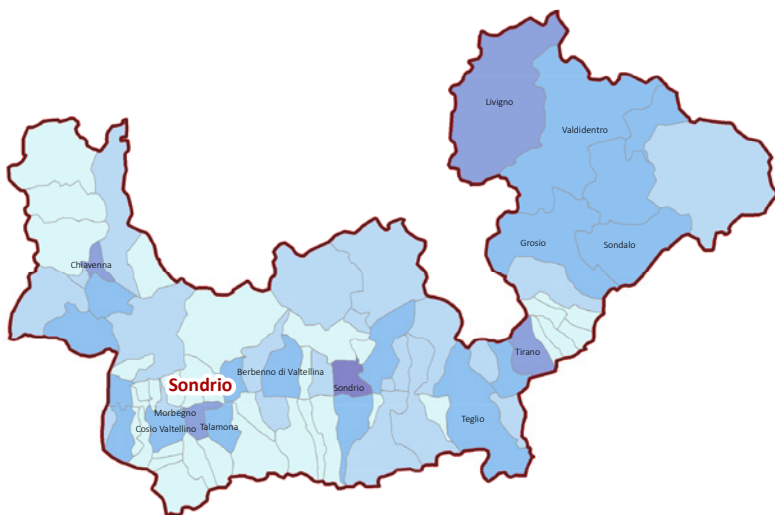 Livigno
Valdidentro
Grosio
Sondalo
Chiavenna
Tirano
Berbenno di Valtellina
Sondrio
Sondrio
Morbegno
Cosio Valtellino
Talamona
Teglio